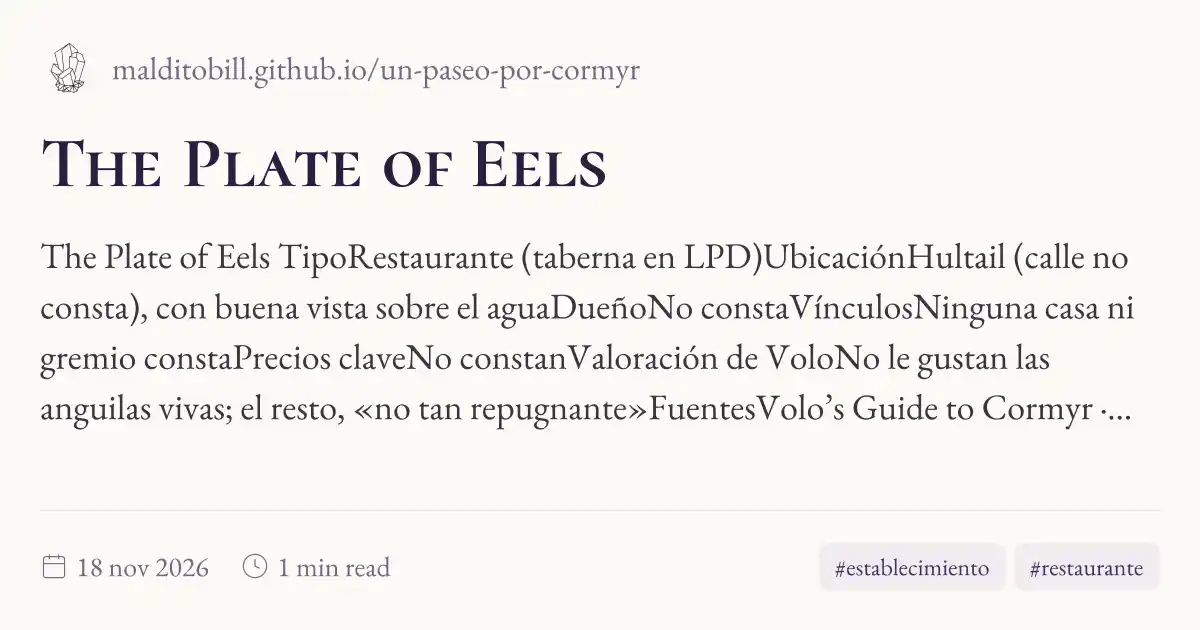 malditobill.github.io/un-paseo-por-cormyr
The Plate of Eels
The Plate of Eels TipoRestaurante (taberna en LPD)UbicaciónHultail (calle no
consta), con buena vista sobre el aguaDueñoNo constaVínculosNinguna casa ni
gremio constaPrecios claveNo constanValoración de VoloNo le gustan las
anguilas vivas; el resto, «no tan repugnante»FuentesVolo’s Guide to Cormyr ·...
18 nov 2026
1 min read
#establecimiento
#restaurante